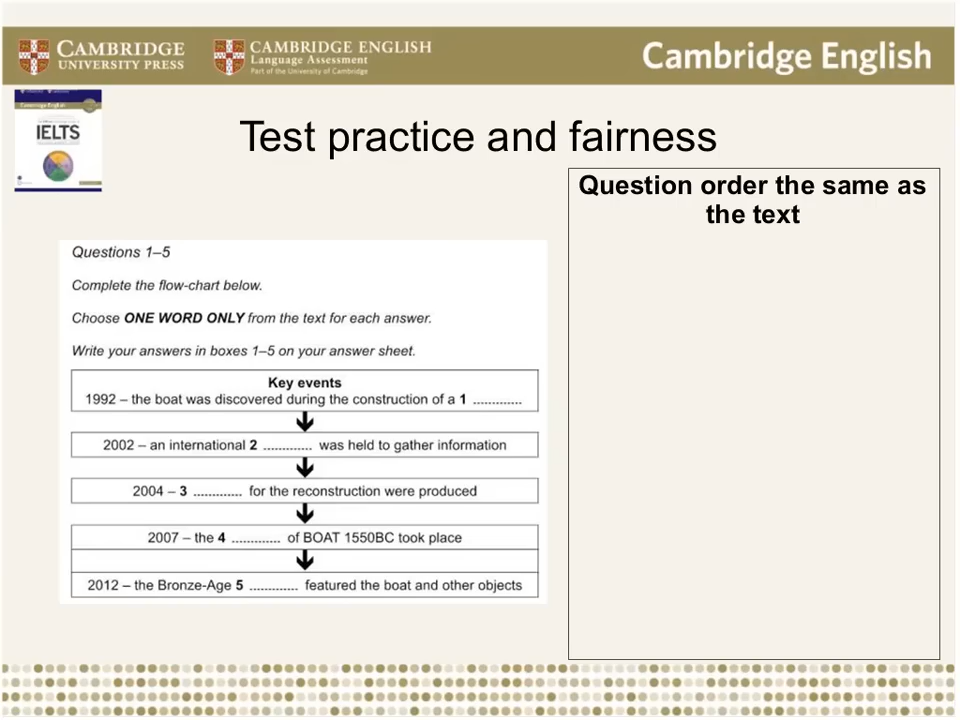 CAMBRIDGE
UNIVERSITY PRESS
CAMBRIDGE ENGLISH
Language Assessment
Part of the University of Cambridge
Cambridge English
Cambridge English
IELTS
Test practice and fairness
Question order the same as
the text
Questions 1–5
Complete the flow-chart below.
Choose ONE WORD ONLY from the text for each answer.
Write your answers in boxes 1–5 on your answer sheet.
Key events
1992 – the boat was discovered during the construction of a 1 .............
2002 – an international 2 ............. was held to gather information
2004 – 3 ............. for the reconstruction were produced
2007 – the 4 ............. of BOAT 1550BC took place
2012 – the Bronze-Age 5 ............. featured the boat and other objects